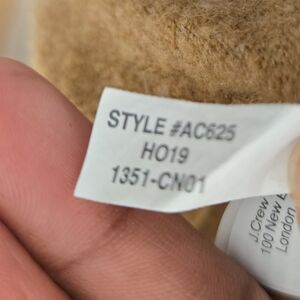 STYLE #AC625
HO19
1351-CN01
J.Crew
100 New
London